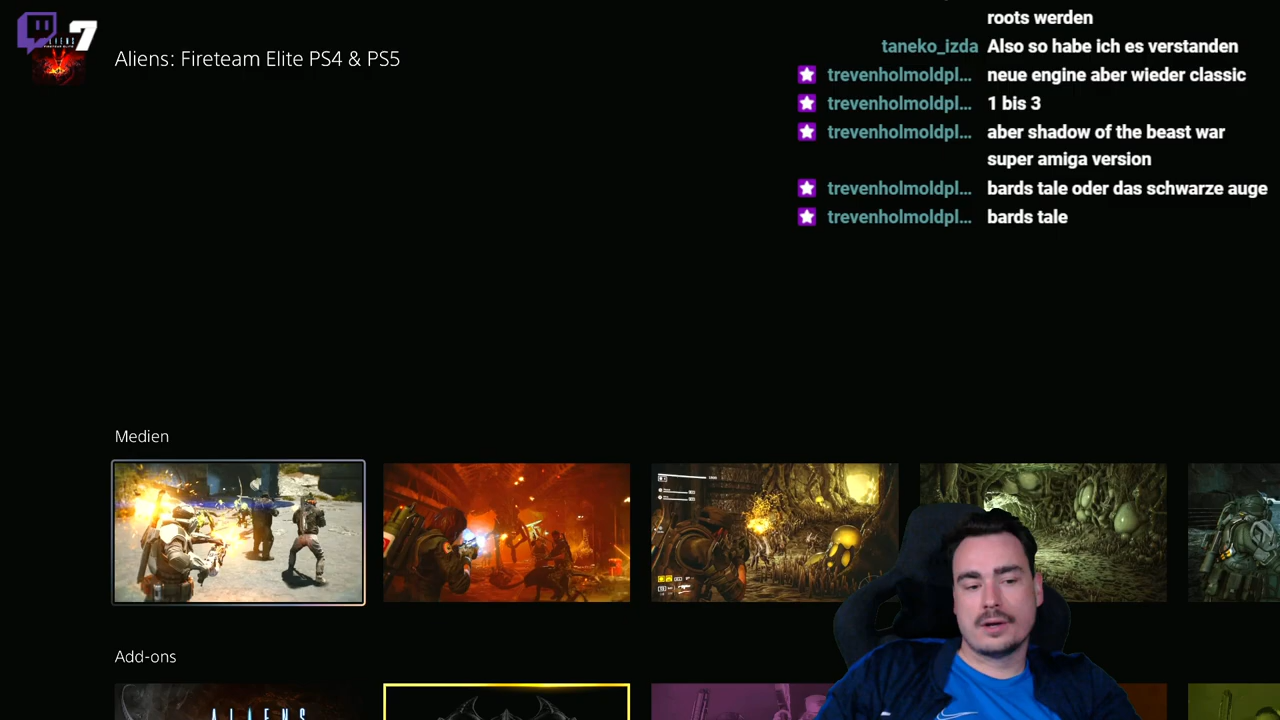 7
Aliens: Fireteam Elite PS4 & PS5
roots werden
taneko_izda Also so habe ich es verstanden
trevenholmoldpl... neue engine aber wieder classic
trevenholmoldpl... 1 bis 3
trevenholmoldpl... aber shadow of the beast war
super amiga version
trevenholmoldpl... bards tale oder das schwarze auge
trevenholmoldpl... bards tale
Medien
Add-ons
ALIENS